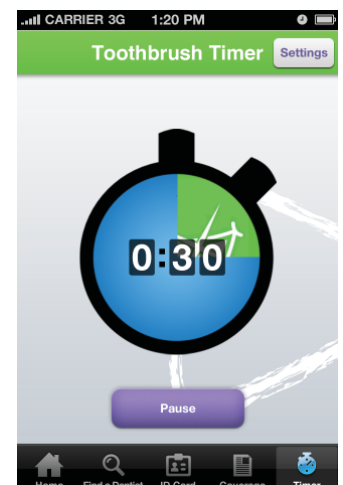 CARRIER 3G 1:20 PM
Toothbrush Timer Settings
0:30
Pause
Home Find a Dentist ID Card Coverage Timer